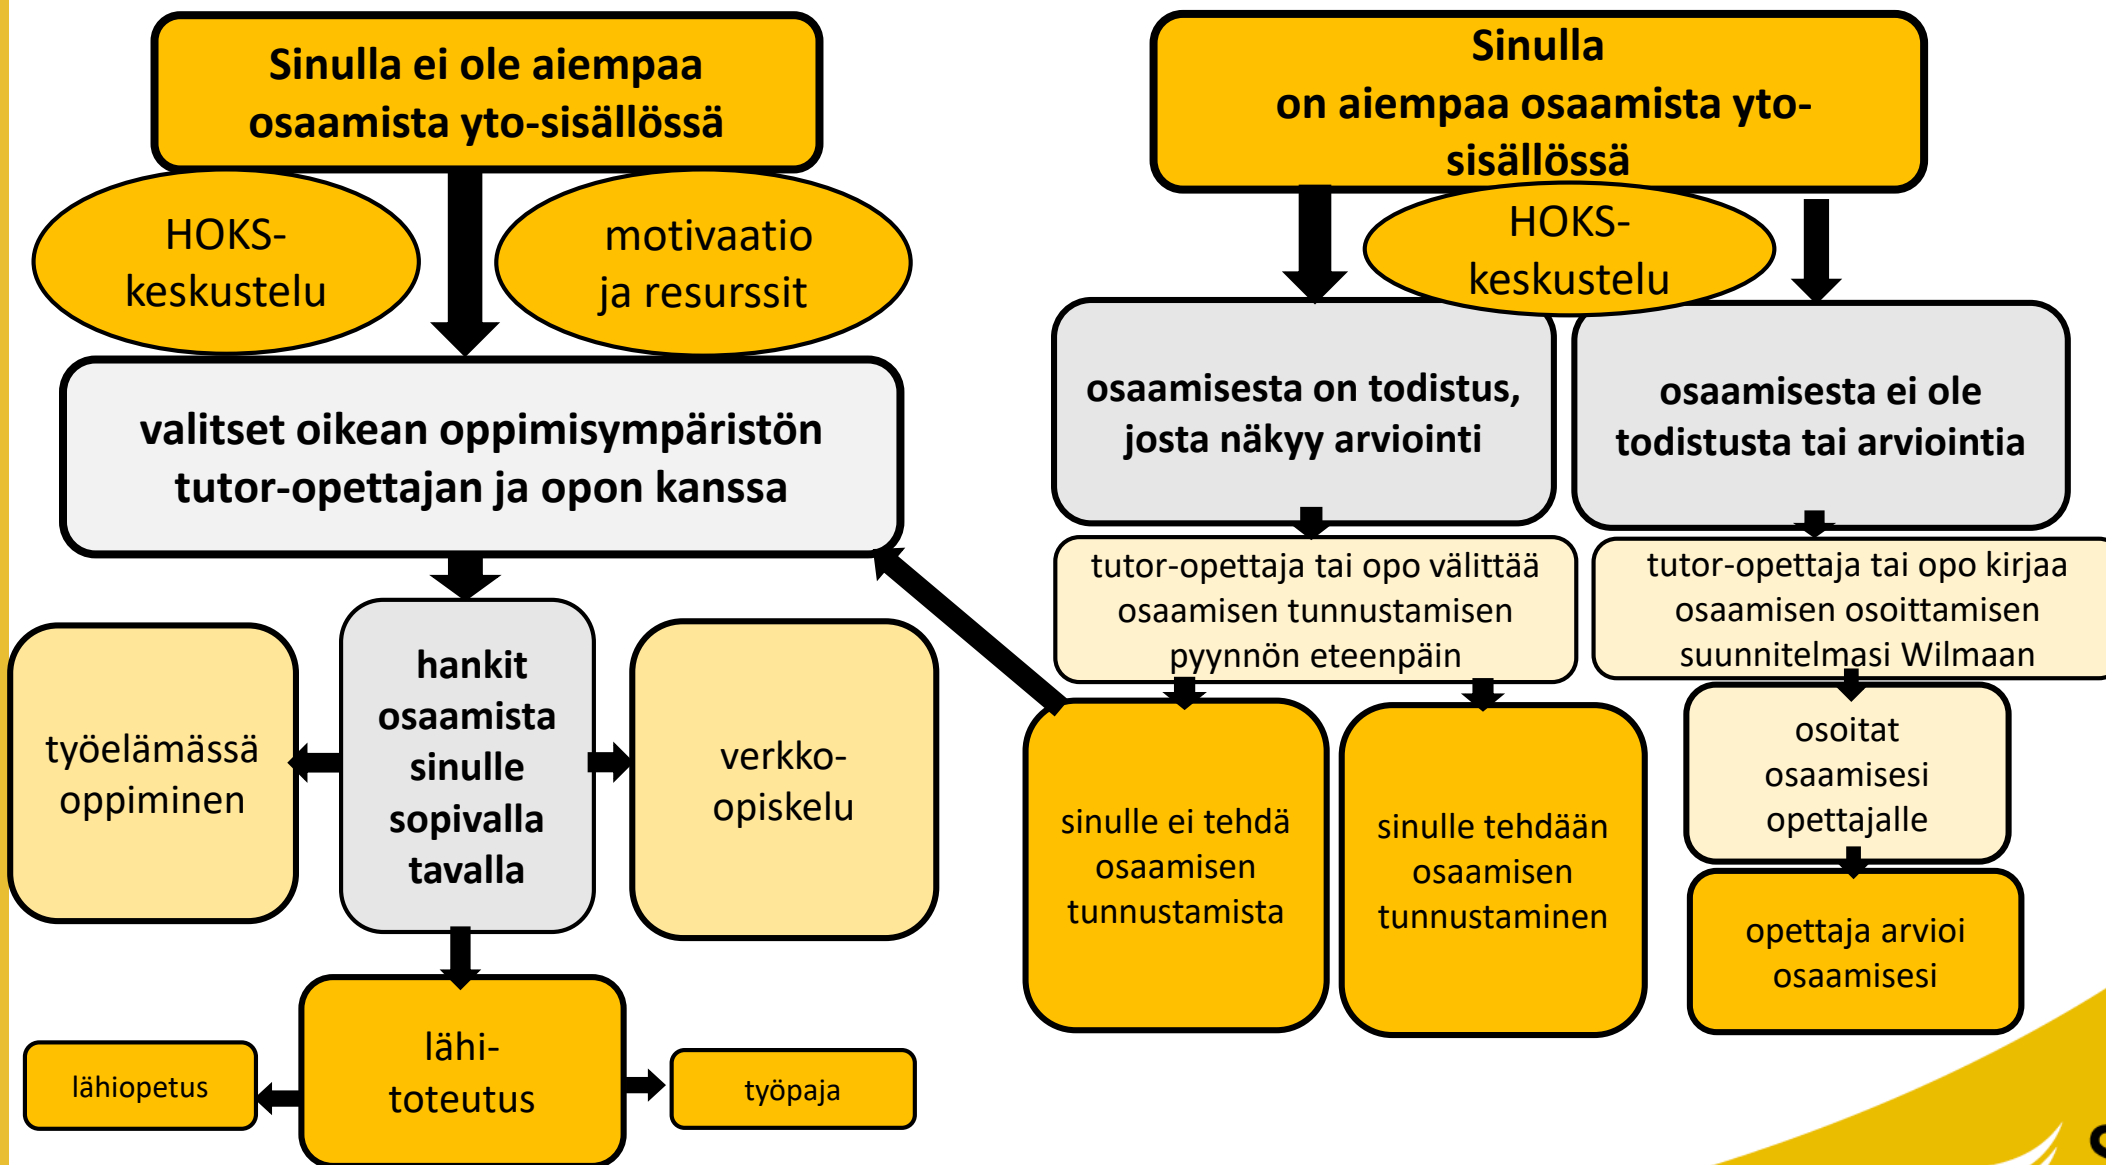 Sinulla ei ole aiempaa
osaamista yto-sisällössä
HOKS-
keskustelu
motivaatio
ja resurssit
valitset oikean oppimisympäristön
tutor-opettajan ja opon kanssa
hankit
osaamista
sinulle
sopivalla
tavalla
työelämässä
oppiminen
verkko-
opiskelu
lähi-
toteutus
lähiopetus
työpaja
Sinulla
on aiempaa osaamista yto-
sisällössä
HOKS-
keskustelu
osaamisesta on todistus,
josta näkyy arviointi
osaamisesta ei ole
todistusta tai arviointia
tutor-opettaja tai opo välittää
osaamisen tunnustamisen
pyynnön eteenpäin
tutor-opettaja tai opo kirjaa
osaamisen osoittamisen
suunnitelmasi Wilmaan
sinulle ei tehdä
osaamisen
tunnustamista
sinulle tehdään
osaamisen
tunnustaminen
osoitat
osaamisesi
opettajalle
opettaja arvioi
osaamisesi